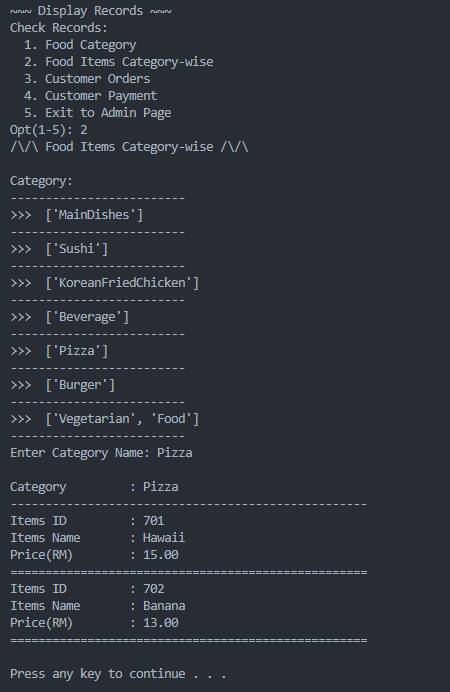 ~~~ Display Records ~~~
Check Records:
  1. Food Category
  2. Food Items Category-wise
  3. Customer Orders
  4. Customer Payment
  5. Exit to Admin Page
Opt(1-5): 2
/\/\ Food Items Category-wise /\/\

Category:
-------------------------
>>>  ['MainDishes']
-------------------------
>>>  ['Sushi']
-------------------------
>>>  ['KoreanFriedChicken']
-------------------------
>>>  ['Beverage']
-------------------------
>>>  ['Pizza']
-------------------------
>>>  ['Burger']
-------------------------
>>>  ['Vegetarian', 'Food']
-------------------------
Enter Category Name: Pizza

Category         : Pizza
---------------------------------------------------
Items ID         : 701
Items Name       : Hawaii
Price(RM)        : 15.00
===================================================
Items ID         : 702
Items Name       : Banana
Price(RM)        : 13.00
===================================================

Press any key to continue . . .